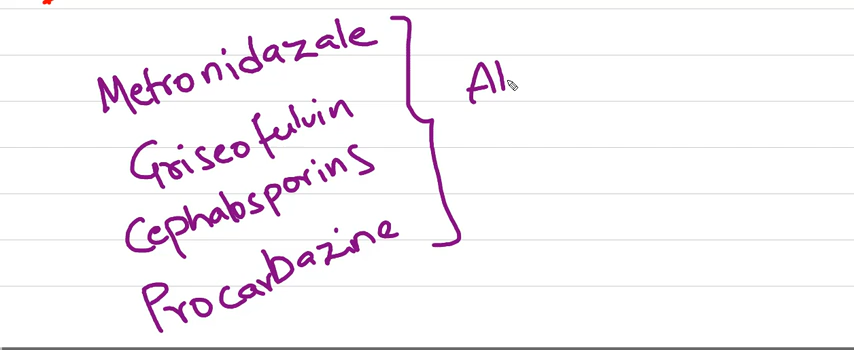 Metronidazale
Griseofulvin
Cephalosporins
Procarbazine
Al